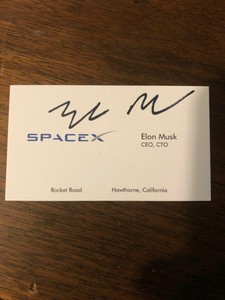 SPACEX
Elon Musk
CEO, CTO
Rocket Road
Hawthorne, California